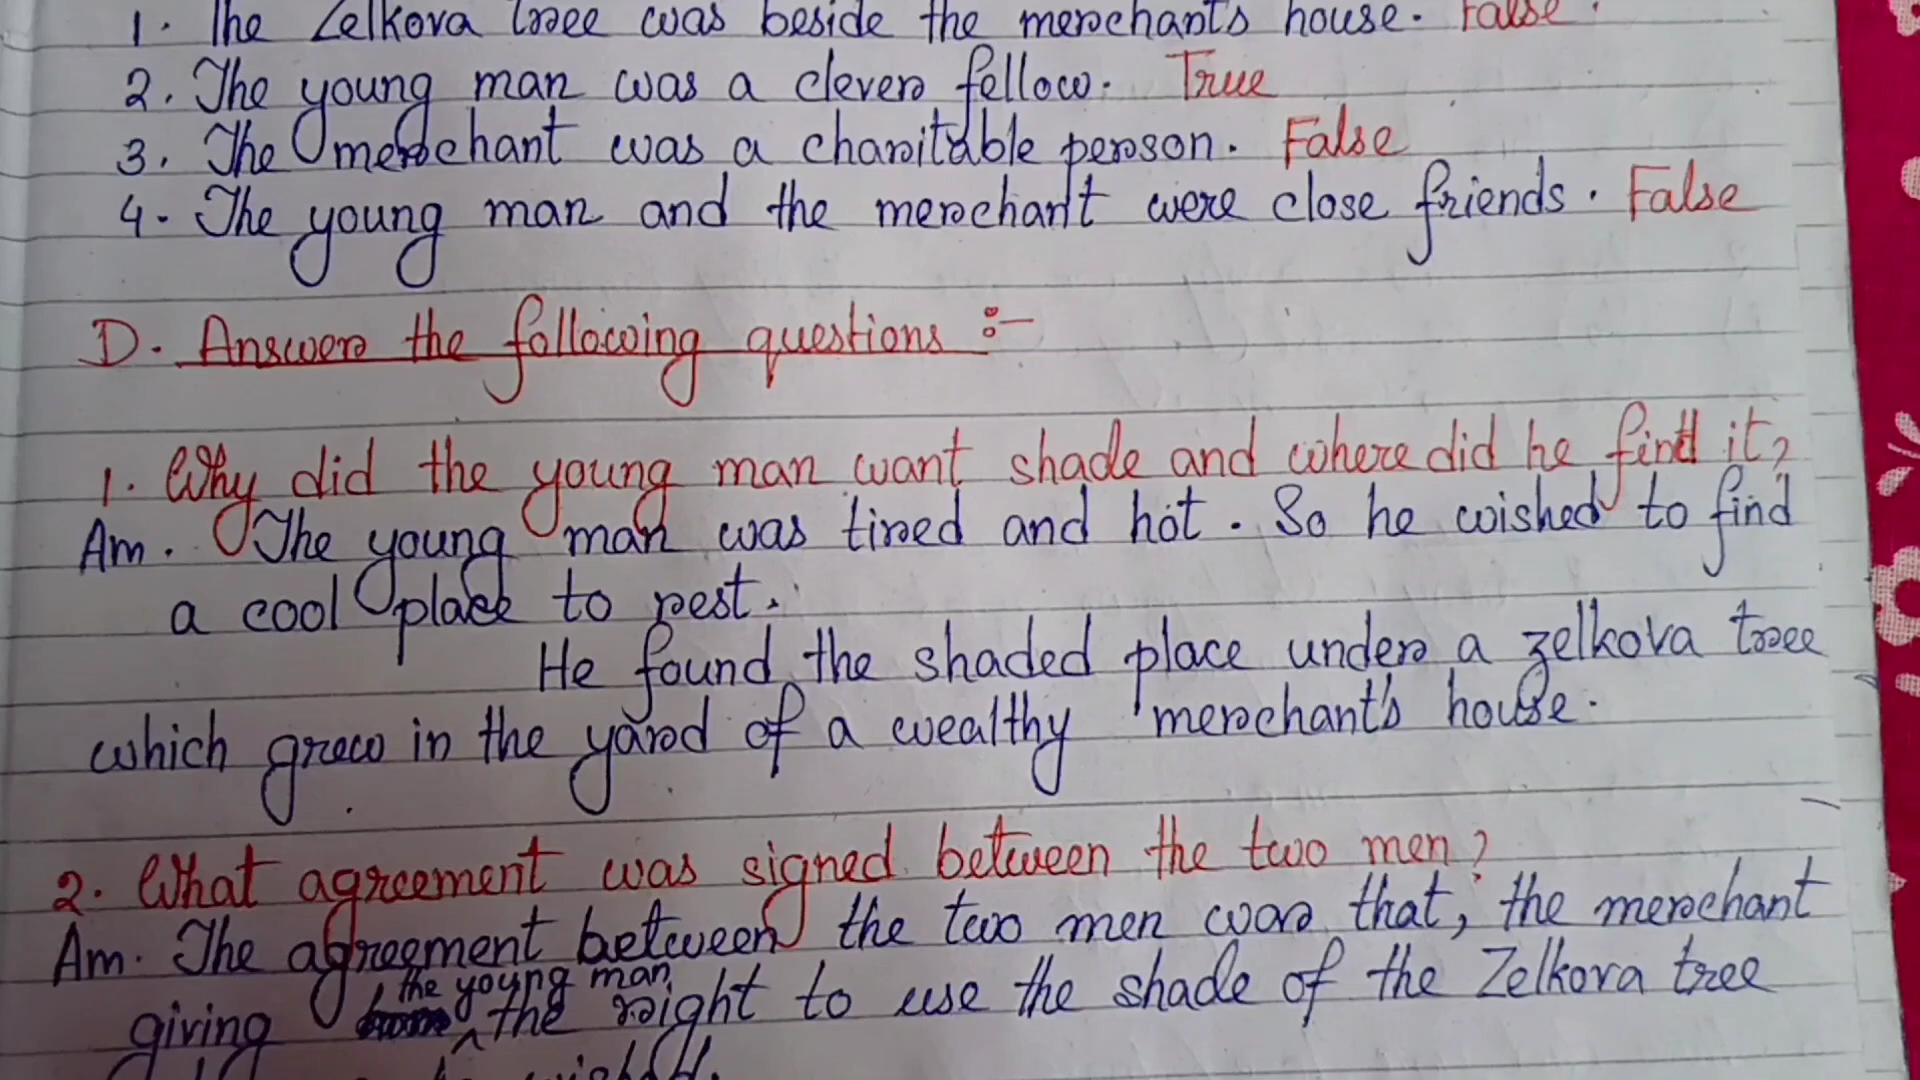 1. The Zelkova tree was beside the merchant's house. False.
2. The young man was a clever fellow. True
3. The merchant was a charitable person. False
4. The young man and the merchant were close friends. False
D. Answer the following questions :-
1. Why did the young man want shade and where did he find it?
Am. The young man was tired and hot. So he wished to find
a cool place to rest.
He found the shaded place under a zelkova tree
which grew in the yard of a wealthy merchant's house.
2. What agreement was signed between the two men?
Am. The agreement between the two men was that, the merchant
giving the young man the right to use the shade of the Zelkova tree